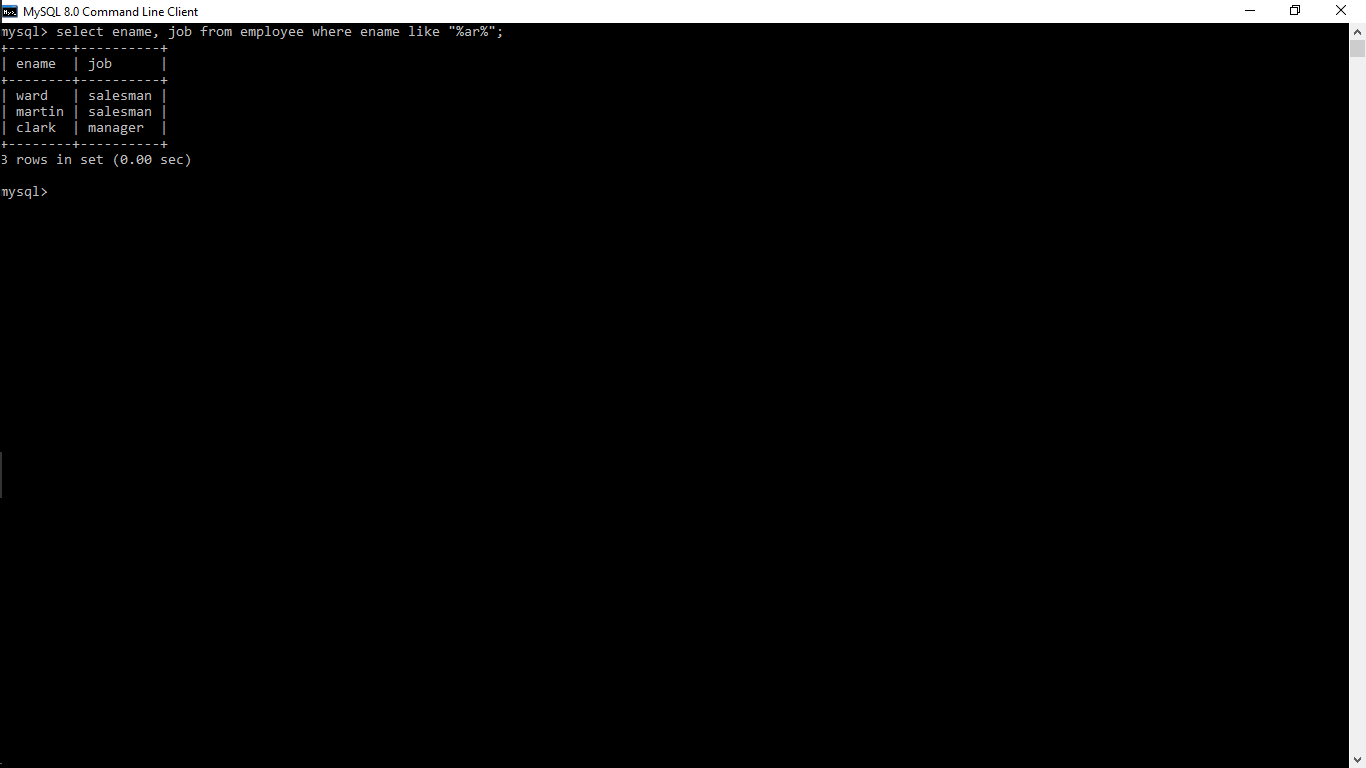 MySQL 8.0 Command Line Client
mysql> select ename, job from employee where ename like "%ar%";
+--------+----------+
| ename  | job      |
+--------+----------+
| ward   | salesman |
| martin | salesman |
| clark  | manager  |
+--------+----------+
3 rows in set (0.00 sec)
mysql>